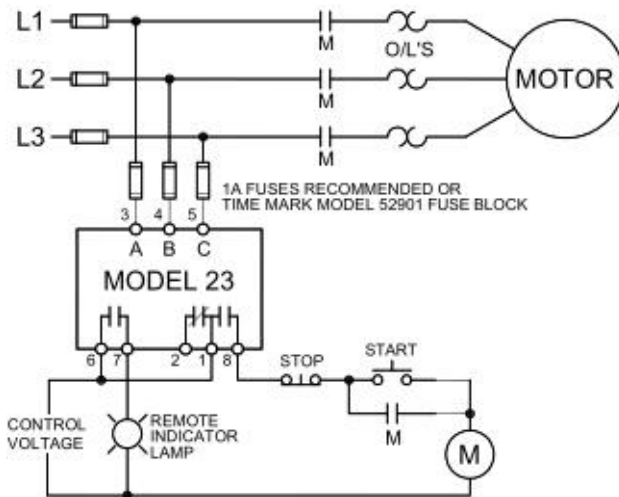 L1
M
O/L'S
L2
M
MOTOR
L3
M
1A FUSES RECOMMENDED OR
TIME MARK MODEL 52901 FUSE BLOCK
3 4 5
A B C
MODEL 23
6 7 2 1 8
STOP
START
CONTROL
VOLTAGE
REMOTE
INDICATOR
LAMP
M
M